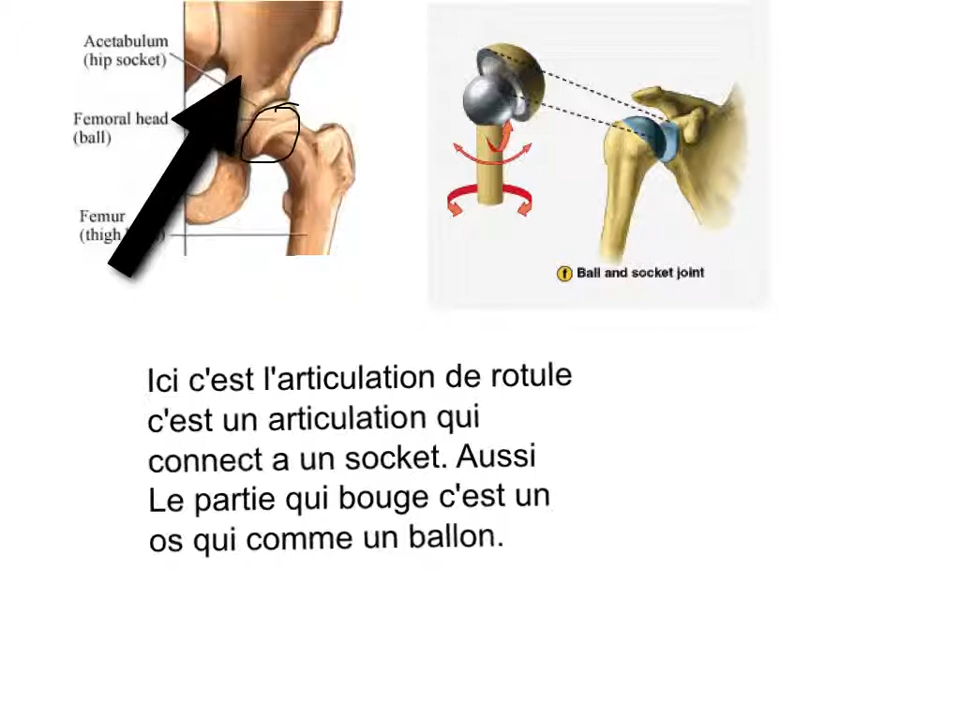 Acetabulum
(hip socket)
Femoral head
(ball)
Femur
(thigh
f Ball and socket joint
Ici c'est l'articulation de rotule
c'est un articulation qui
connect a un socket. Aussi
Le partie qui bouge c'est un
os qui comme un ballon.